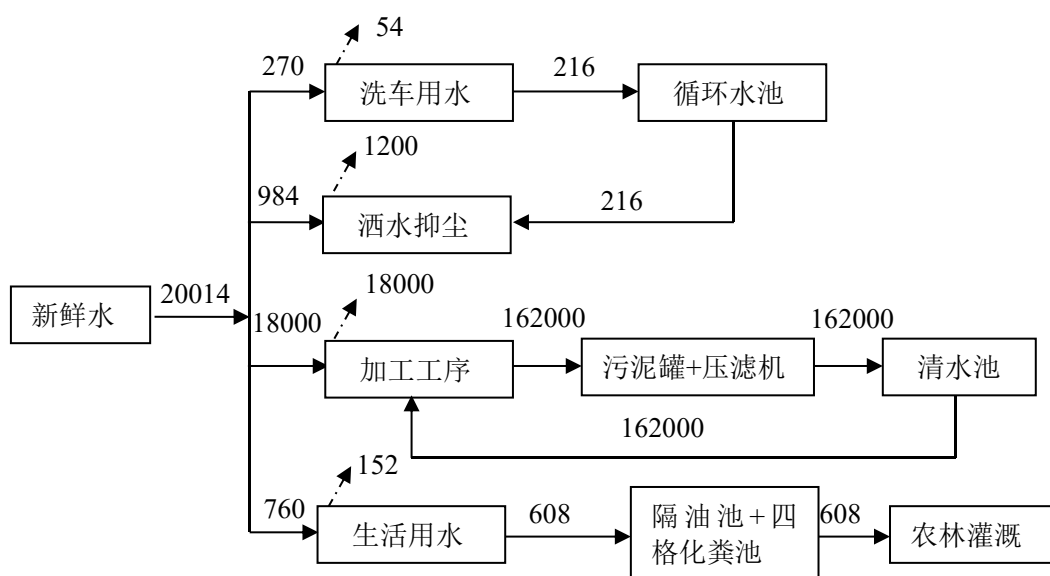 54
270
洗车用水
216
循环水池
1200
984
洒水抑尘
216
新鲜水
20014
18000
18000
加工工序
162000
污泥罐+压滤机
162000
清水池
162000
152
760
生活用水
608
隔油池+四
格化粪池
608
农林灌溉